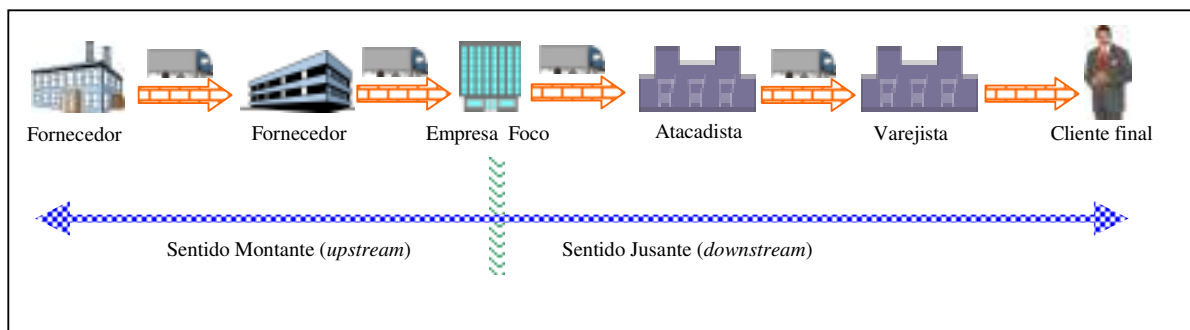 Fornecedor
Fornecedor
Empresa Foco
Atacadista
Varejista
Cliente final
Sentido Montante (upstream)
Sentido Jusante (downstream)